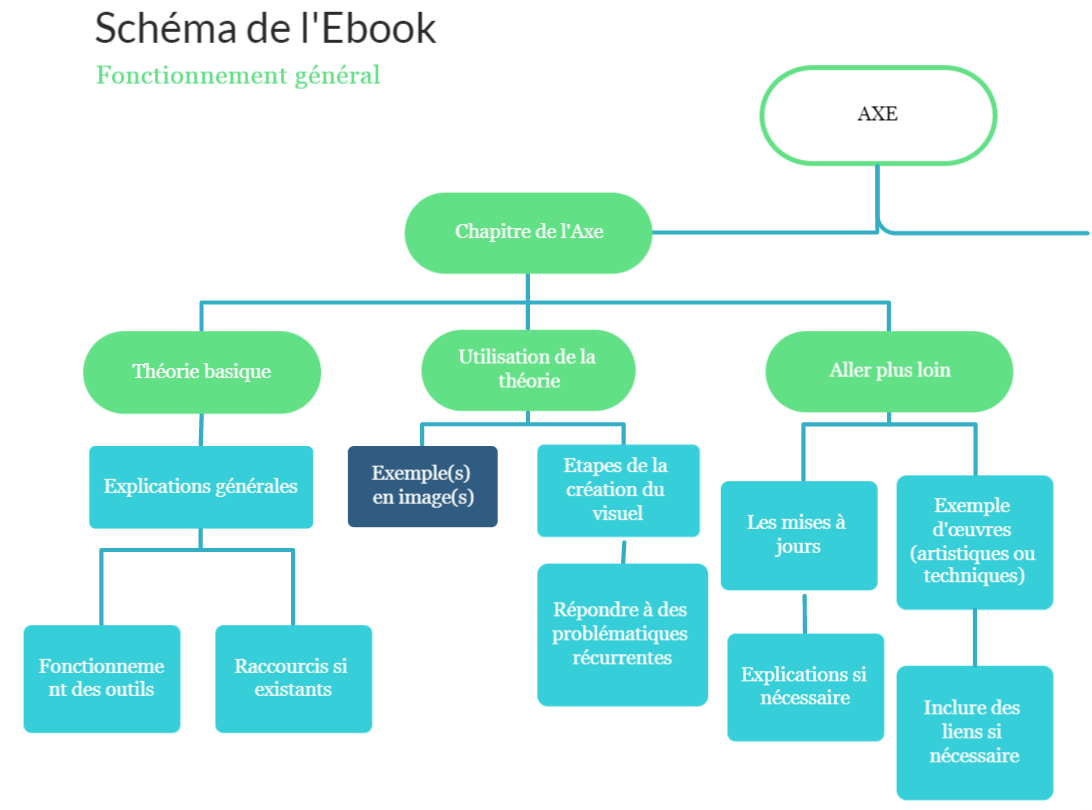 Schéma de l'Ebook
Fonctionnement général
AXE
Chapitre de l'Axe
Théorie basique
Utilisation de la
théorie
Aller plus loin
Explications générales
Exemple(s)
en image(s)
Etapes de la
création du
visuel
Les mises à
jours
Exemple
d'œuvres
(artistiques ou
techniques)
Fonctionneme
nt des outils
Raccourcis si
existants
Répondre à des
problématiques
récurrentes
Explications si
nécessaire
Inclure des
liens si
nécessaire